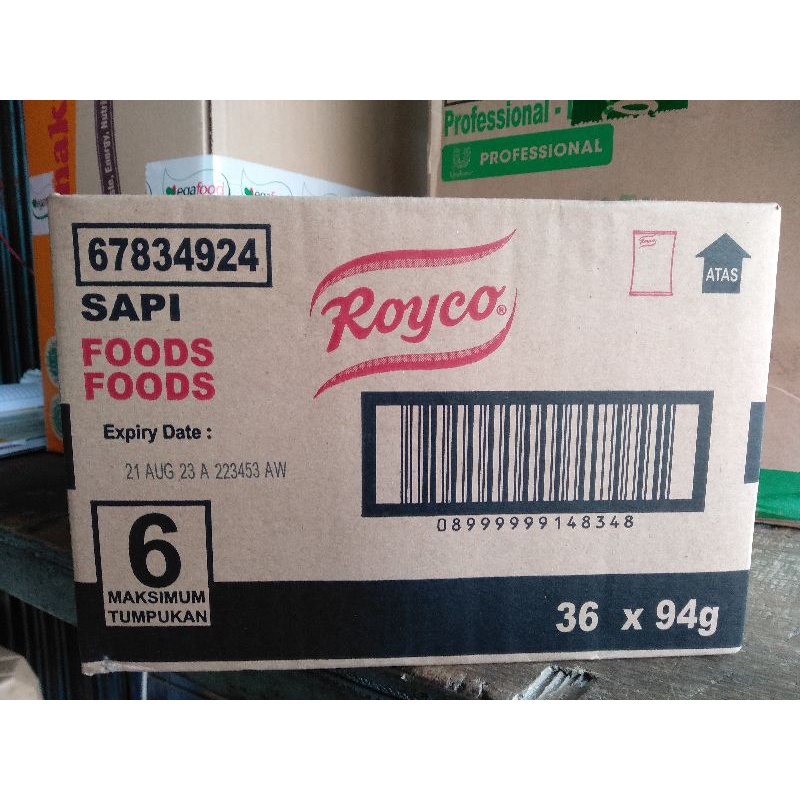 Professional -
PROFESSIONAL
egafood
67834924
SAPI
FOODS
FOODS
Royco®
ATAS
Expiry Date :
21 AUG 23 A 223453 AW
08999999148348
6
MAKSIMUM
TUMPUKAN
36 x 94g